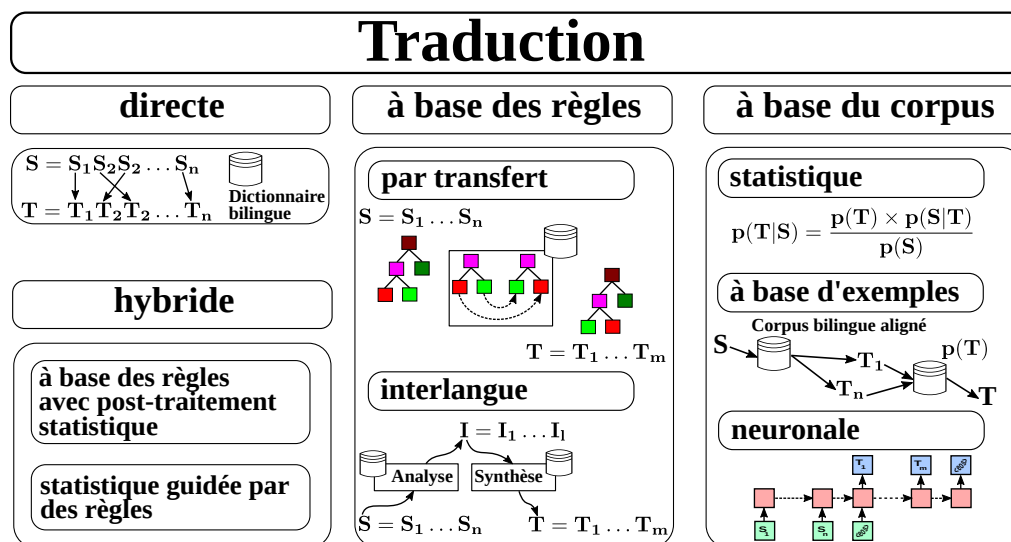 Traduction
directe
S = S₁S₂S₂ … Sₙ
T = T₁T₂T₂ … Tₙ
Dictionnaire
bilingue
hybride
à base des règles
avec post-traitement
statistique
statistique guidée par
des règles
à base des règles
par transfert
S = S₁ … Sₙ
T = T₁ … Tₘ
interlangue
I = I₁ … Iₗ
Analyse
Synthèse
S = S₁ … Sₙ
T = T₁ … Tₘ
à base du corpus
statistique
p(T|S) = p(T) × p(S|T) / p(S)
à base d'exemples
Corpus bilingue aligné
S
T₁
Tₙ
p(T)
T
neuronale
T₁
Tₘ
S₁
Sₙ